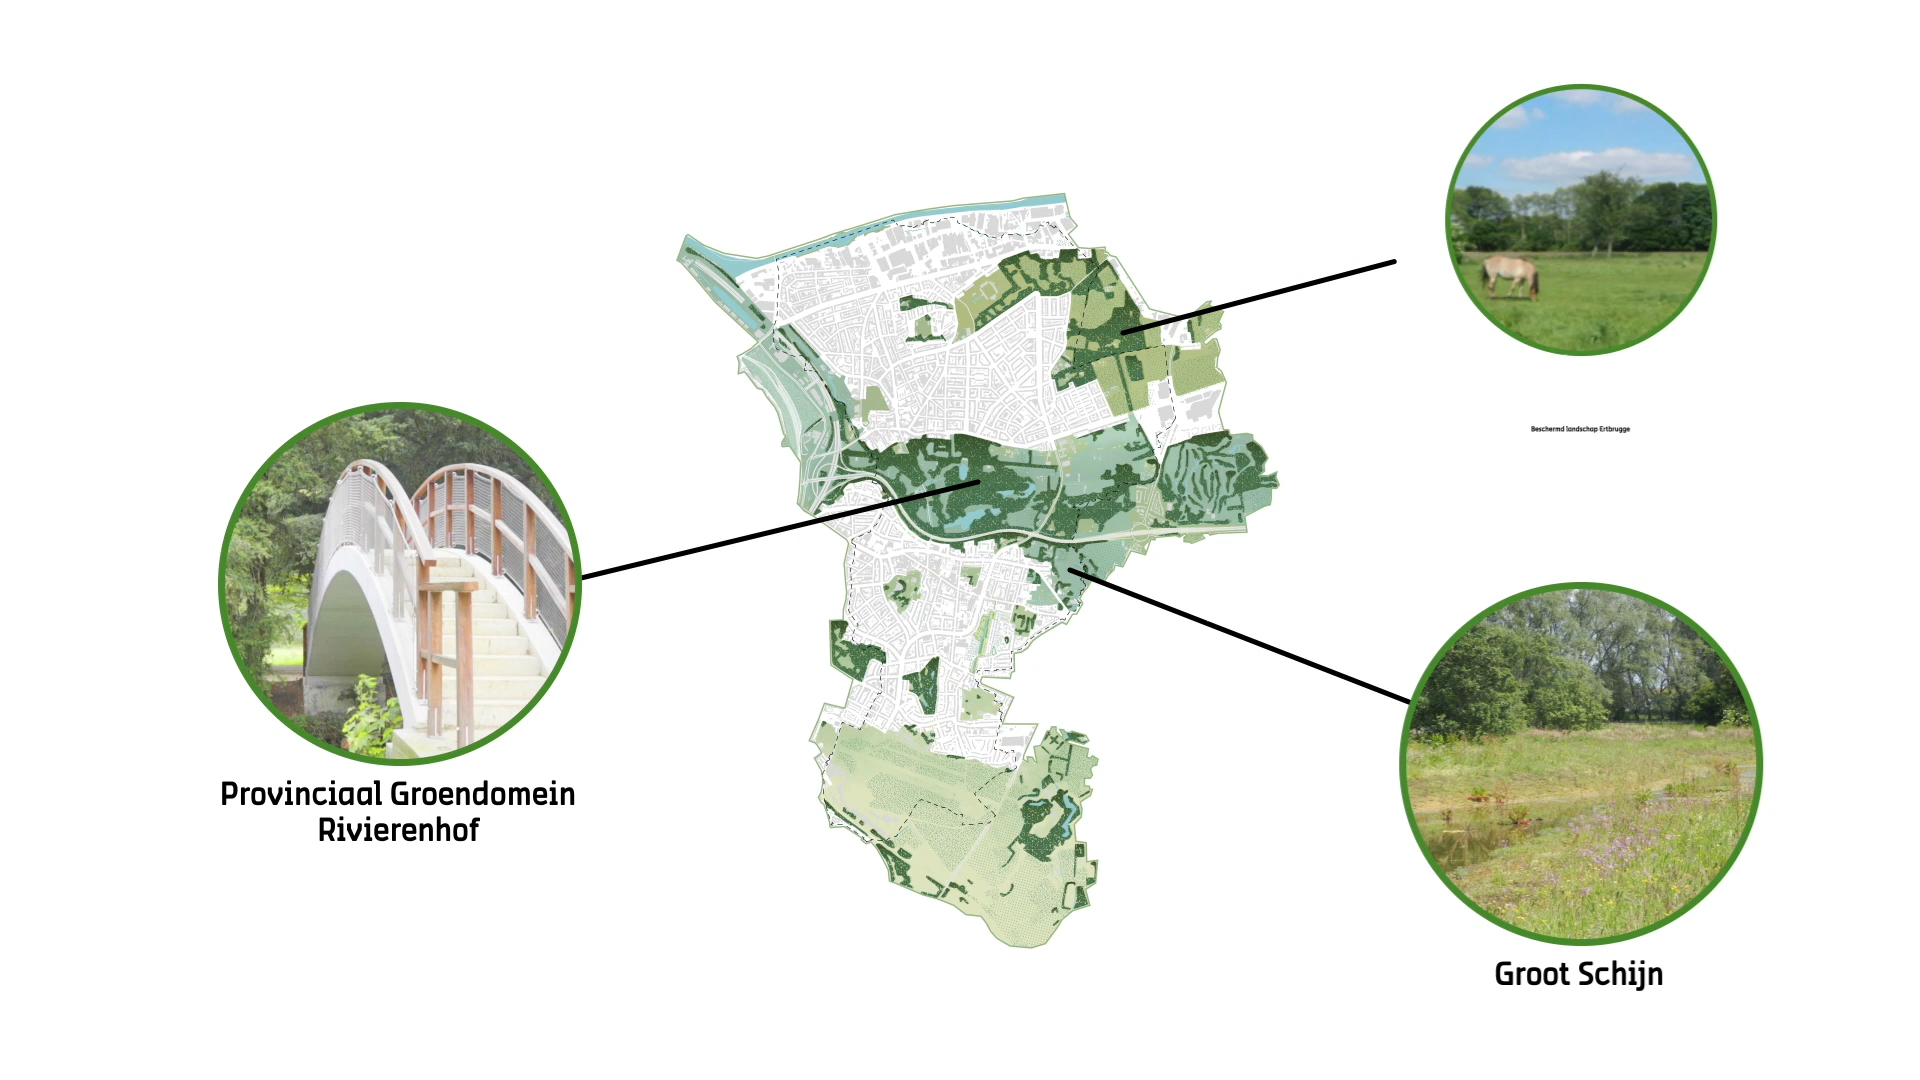 Beschermd landschap Ertbrugge
Provinciaal Groendomein
Rivierenhof
Groot Schijn